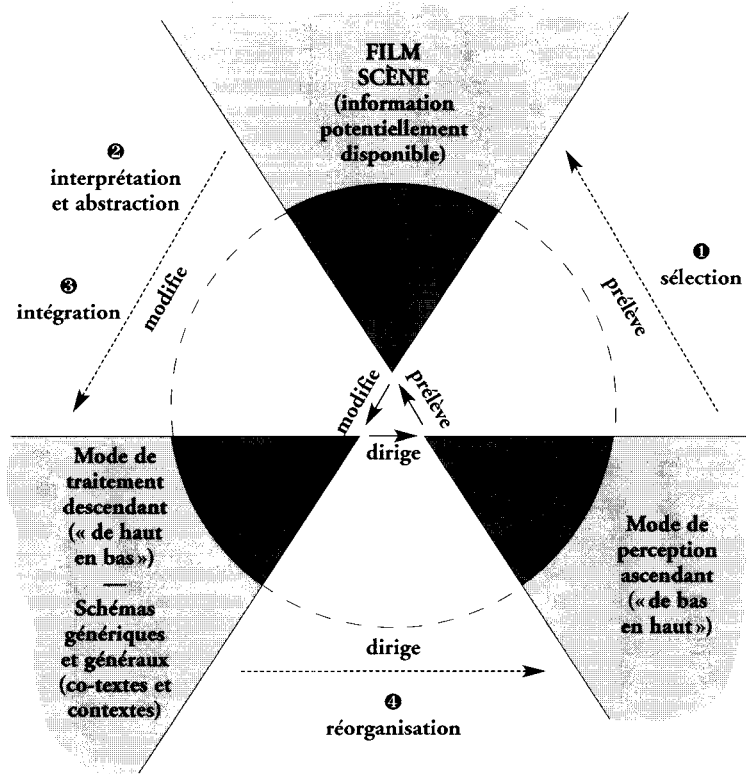 FILM
SCÈNE
(information
potentiellement
disponible)
❷
interprétation
et abstraction
❸
intégration
modifie
❶
sélection
prélève
modifie
prélève
dirige
Mode de
traitement
descendant
(« de haut
en bas »)
—
Schémas
génériques
et généraux
(co-textes et
contextes)
Mode de
perception
ascendant
(« de bas
en haut »)
dirige
❹
réorganisation